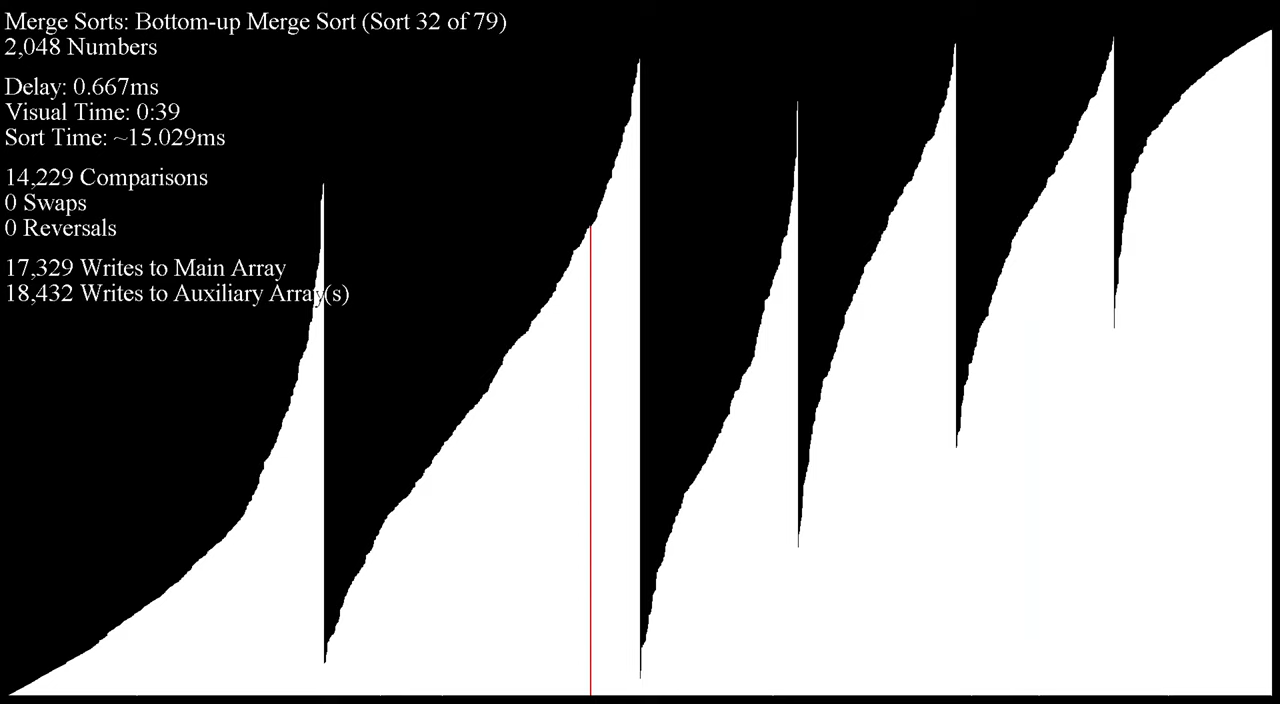 Merge Sorts: Bottom-up Merge Sort (Sort 32 of 79)
2,048 Numbers
Delay: 0.667ms
Visual Time: 0:39
Sort Time: ~15.029ms
14,229 Comparisons
0 Swaps
0 Reversals
17,329 Writes to Main Array
18,432 Writes to Auxiliary Array(s)